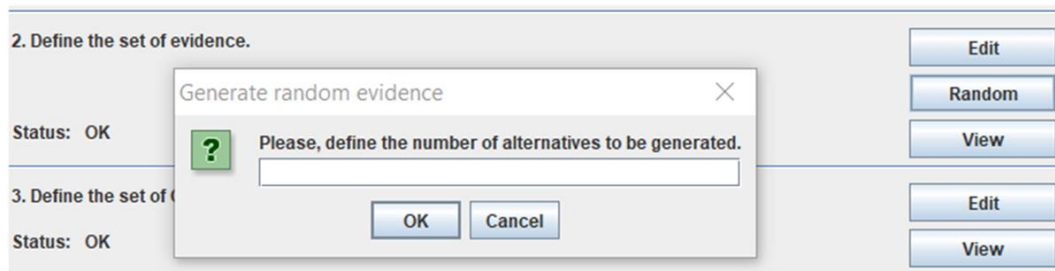 2. Define the set of evidence.
Edit
Generate random evidence
Random
Status: OK
Please, define the number of alternatives to be generated.
View
3. Define the set of
Edit
OK
Cancel
Status: OK
View